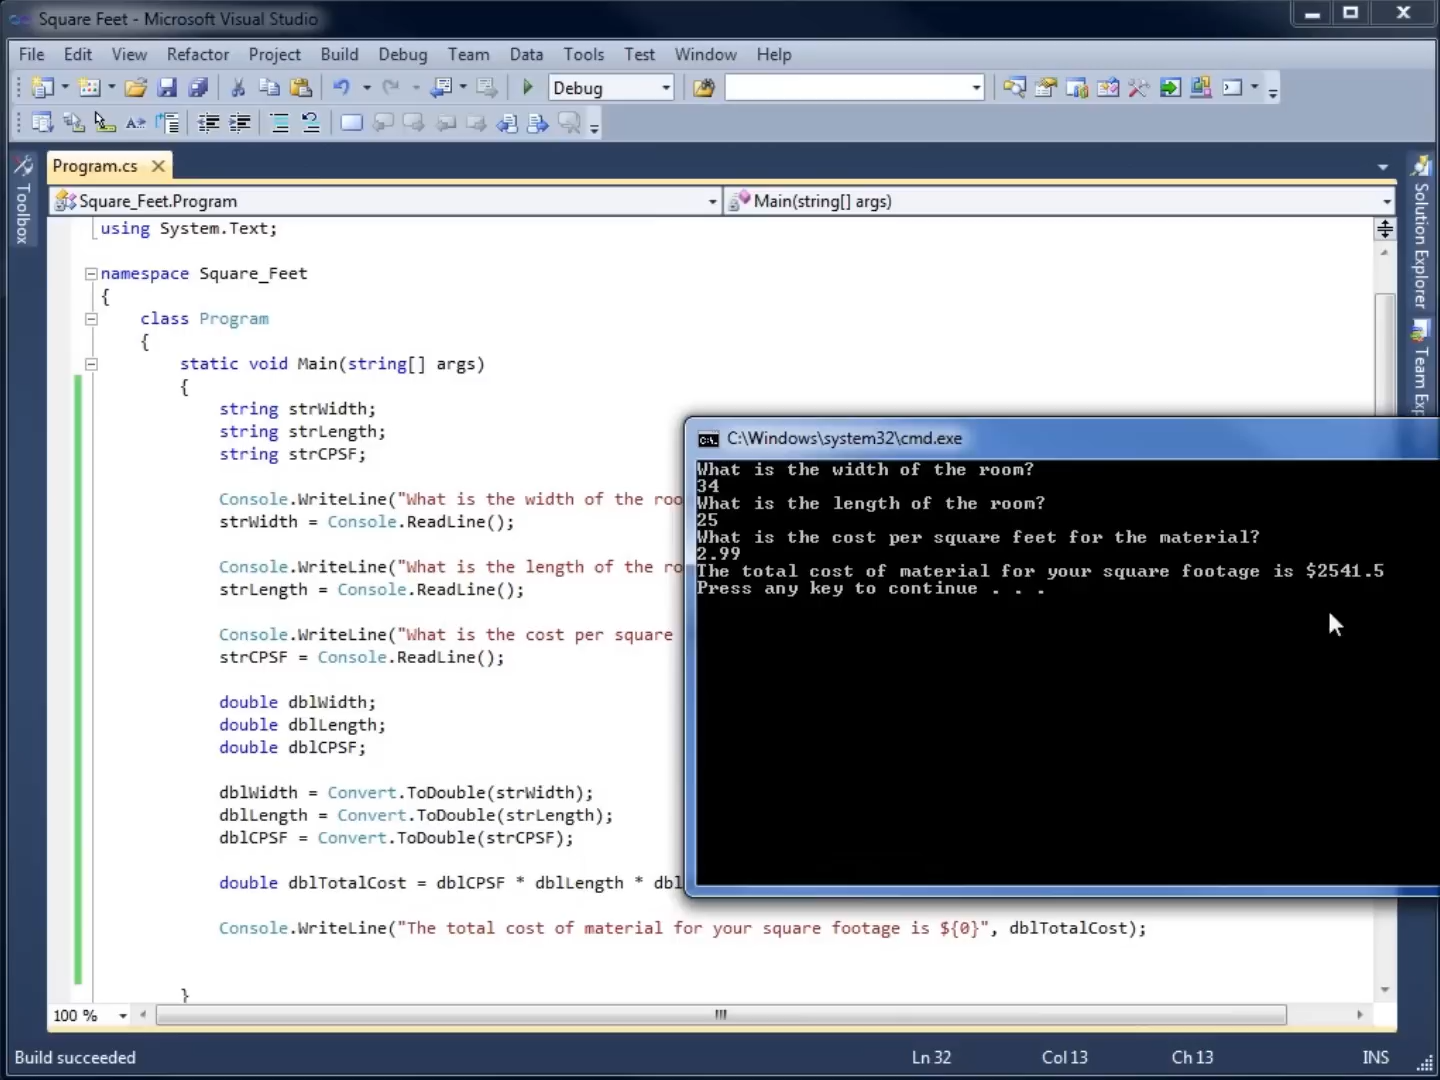 Square Feet - Microsoft Visual Studio
File Edit View Refactor Project Build Debug Team Data Tools Test Window Help
Debug
Program.cs
Square_Feet.Program
Main(string[] args)
Toolbox
Solution Explorer
Team Exp
using System.Text;
namespace Square_Feet
{
class Program
{
static void Main(string[] args)
{
string strWidth;
string strLength;
string strCPSF;
Console.WriteLine("What is the width of the roo
strWidth = Console.ReadLine();
Console.WriteLine("What is the length of the ro
strLength = Console.ReadLine();
Console.WriteLine("What is the cost per square
strCPSF = Console.ReadLine();
double dblWidth;
double dblLength;
double dblCPSF;
dblWidth = Convert.ToDouble(strWidth);
dblLength = Convert.ToDouble(strLength);
dblCPSF = Convert.ToDouble(strCPSF);
double dblTotalCost = dblCPSF * dblLength * dbl
Console.WriteLine("The total cost of material for your square footage is ${0}", dblTotalCost);
}
C:\Windows\system32\cmd.exe
What is the width of the room?
34
What is the length of the room?
25
What is the cost per square feet for the material?
2.99
The total cost of material for your square footage is $2541.5
Press any key to continue . . .
100 %
Build succeeded
Ln 32 Col 13 Ch 13 INS